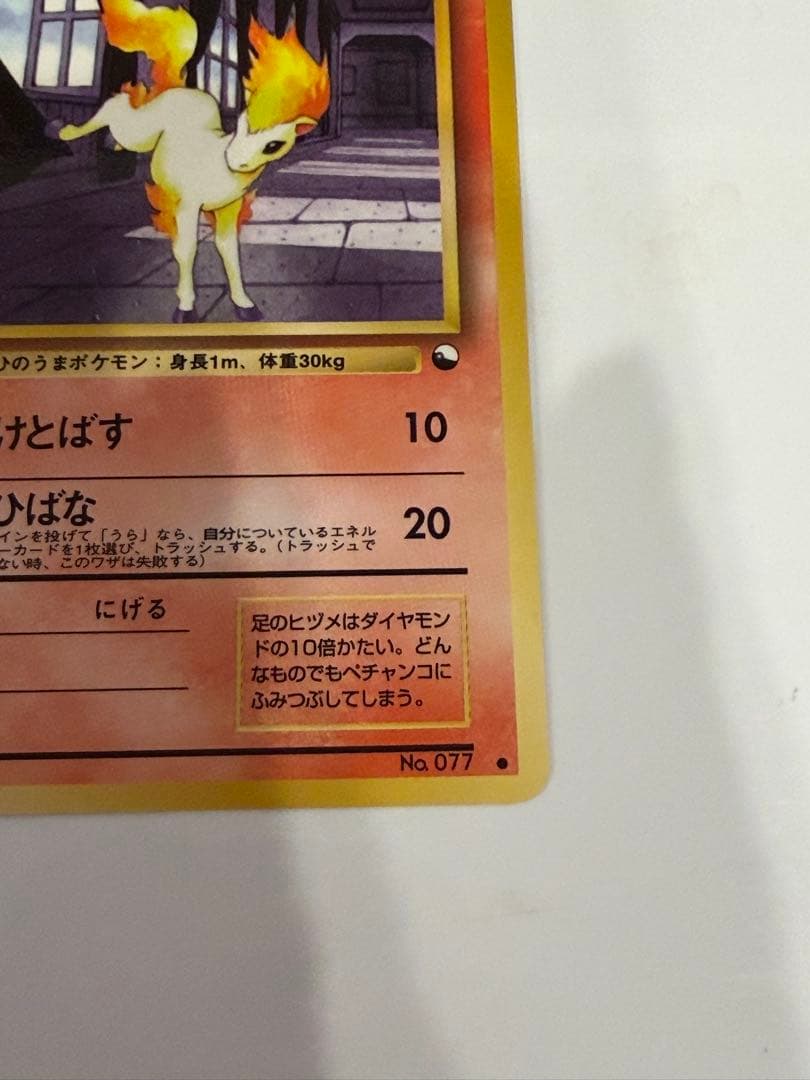 ひのうまポケモン：身長1m、体重30kg
けとばす 10
ひばな 20
インを投げて「うら」なら、自分についているエネル
ーカードを1枚選び、トラッシュする。（トラッシュで
ない時、このワザは失敗する）
にげる
足のヒヅメはダイヤモン
ドの10倍かたい。どん
なものでもペチャンコに
ふみつぶしてしまう。
No. 077